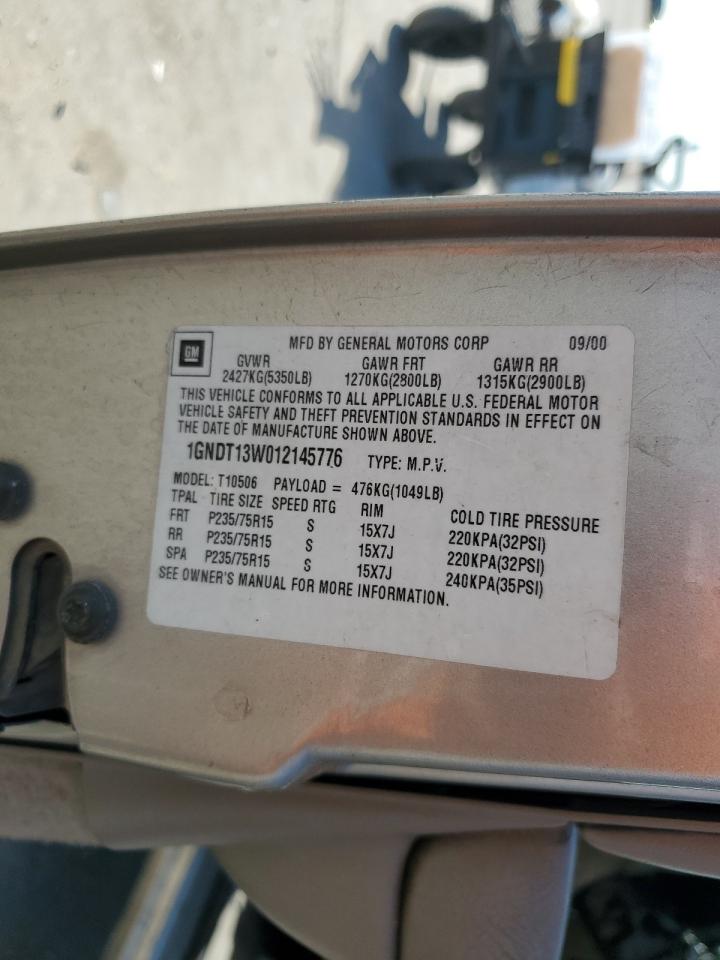 GM
MFD BY GENERAL MOTORS CORP 09/00
GVWR GAWR FRT GAWR RR
2427KG(5350LB) 1270KG(2800LB) 1315KG(2900LB)
THIS VEHICLE CONFORMS TO ALL APPLICABLE U.S. FEDERAL MOTOR
VEHICLE SAFETY AND THEFT PREVENTION STANDARDS IN EFFECT ON
THE DATE OF MANUFACTURE SHOWN ABOVE.
1GNDT13W012145776 TYPE: M.P.V.
MODEL: T10506 PAYLOAD = 476KG(1049LB)
TPAL TIRE SIZE SPEED RTG RIM COLD TIRE PRESSURE
FRT P235/75R15 S 15X7J 220KPA(32PSI)
RR P235/75R15 S 15X7J 220KPA(32PSI)
SPA P235/75R15 S 15X7J 240KPA(35PSI)
SEE OWNER'S MANUAL FOR MORE INFORMATION.